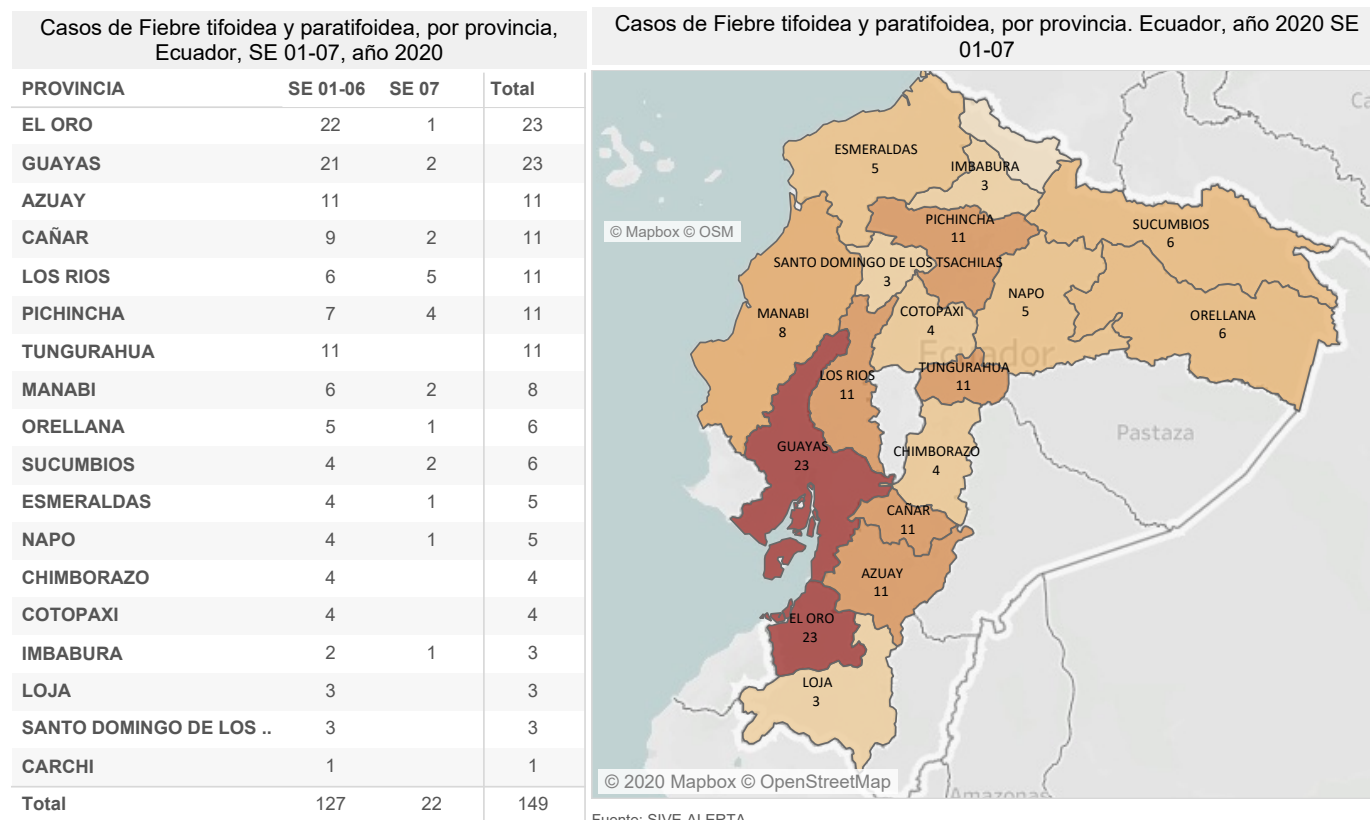 Casos de Fiebre tifoidea y paratifoidea, por provincia,
Ecuador, SE 01-07, año 2020
PROVINCIA SE 01-06 SE 07 Total
EL ORO 22 1 23
GUAYAS 21 2 23
AZUAY 11 11
CAÑAR 9 2 11
LOS RIOS 6 5 11
PICHINCHA 7 4 11
TUNGURAHUA 11 11
MANABI 6 2 8
ORELLANA 5 1 6
SUCUMBIOS 4 2 6
ESMERALDAS 4 1 5
NAPO 4 1 5
CHIMBORAZO 4 4
COTOPAXI 4 4
IMBABURA 2 1 3
LOJA 3 3
SANTO DOMINGO DE LOS .. 3 3
CARCHI 1 1
Total 127 22 149
Casos de Fiebre tifoidea y paratifoidea, por provincia. Ecuador, año 2020 SE
01-07
ESMERALDAS
5
IMBABURA
3
PICHINCHA
11
SUCUMBIOS
6
© Mapbox © OSM
SANTO DOMINGO DE LOS TSACHILAS
3
NAPO
5
MANABI
8
COTOPAXI
4
ORELLANA
6
Ecuador
LOS RIOS
11
TUNGURAHUA
11
Pastaza
GUAYAS
23
CHIMBORAZO
4
CAÑAR
11
AZUAY
11
EL ORO
23
LOJA
3
© 2020 Mapbox © OpenStreetMap
Amazonas
Fuente: SIVE ALERTA